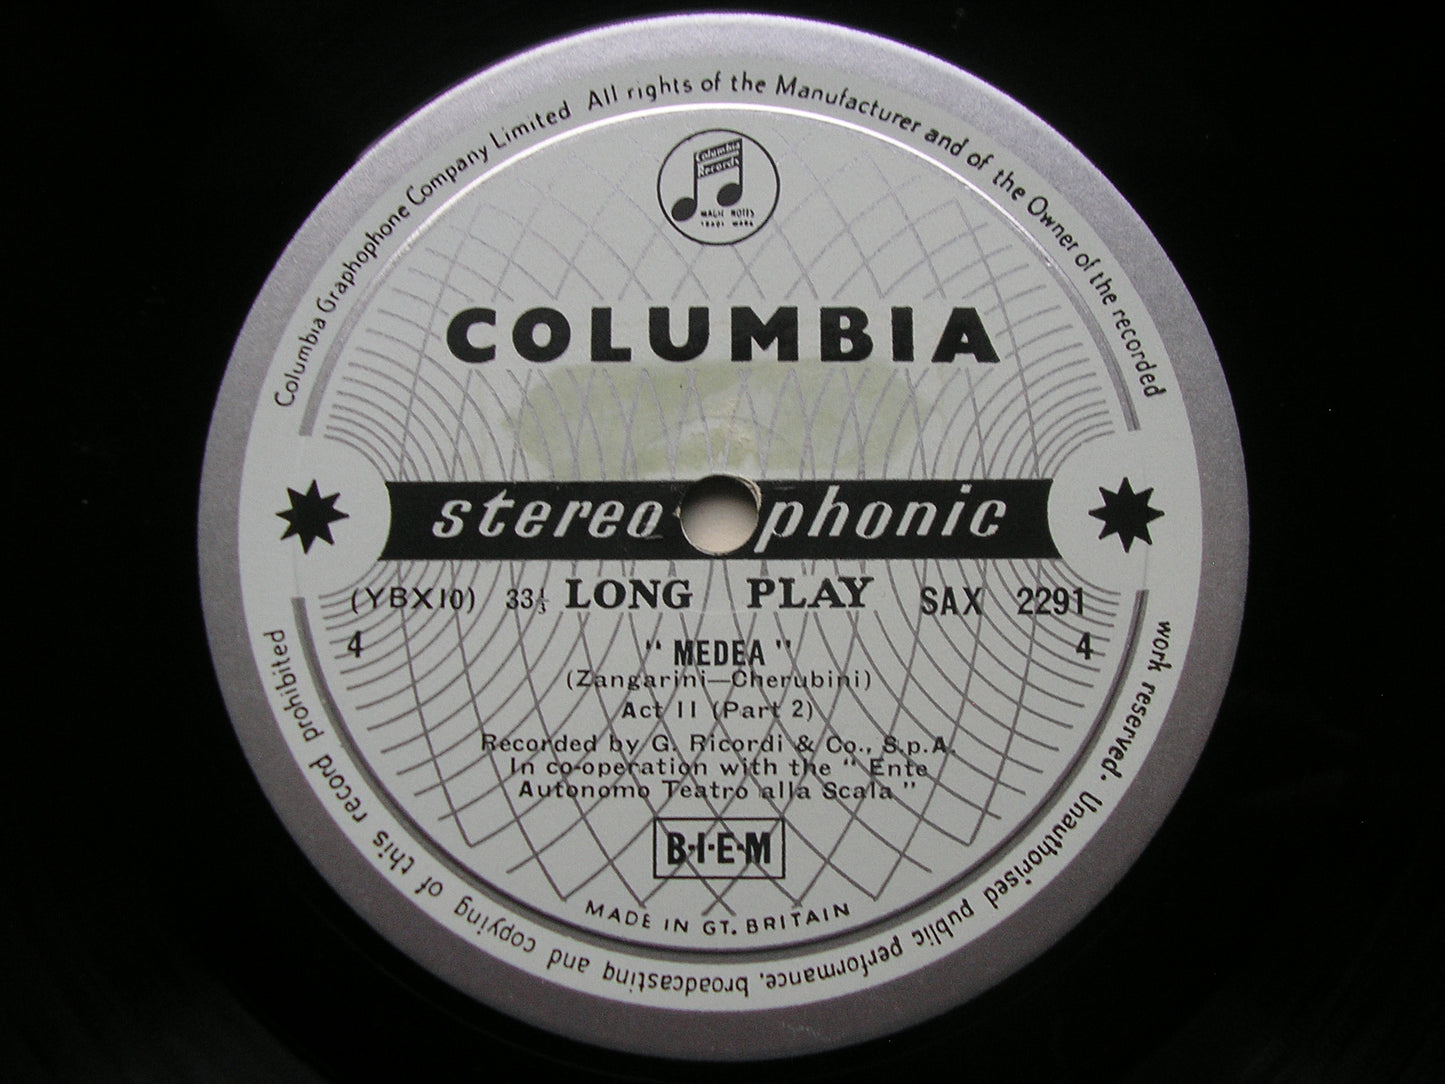 Columbia Graphophone Company Limited All rights of the Manufacturer and of the Owner of the recorded
work reserved. Unauthorised public performance, broadcasting and copying of this record prohibited
Columbia
Records
MAGIC NOTES
TRADE MARK
COLUMBIA
stereophonic
(YBX10) 33⅓ LONG PLAY SAX 2291
4 4
" MEDEA "
(Zangarini—Cherubini)
Act II (Part 2)
Recorded by G. Ricordi & Co., S.p.A.
In co-operation with the " Ente
Autonomo Teatro alla Scala "
B·I·E·M
MADE IN GT. BRITAIN